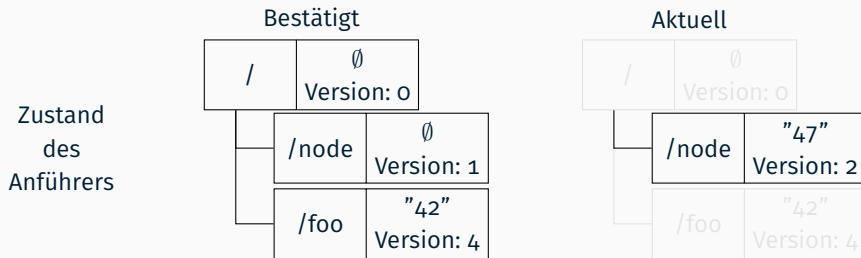 Bestätigt
Aktuell
Zustand
des
Anführers
/
∅
Version: 0
/node
∅
Version: 1
/foo
"42"
Version: 4
/
∅
Version: 0
/node
"47"
Version: 2
/foo
"42"
Version: 4